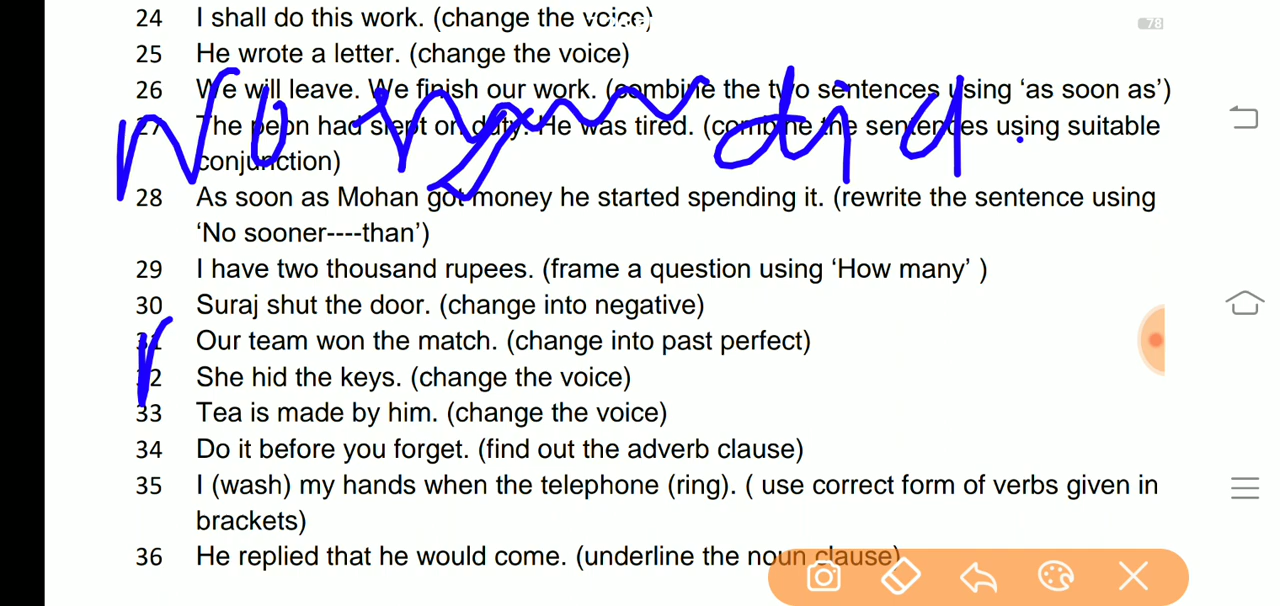 24 I shall do this work. (change the voice)
78
25 He wrote a letter. (change the voice)
26 We will leave. We finish our work. (combine the two sentences using ‘as soon as’)
27 The peon had slept on duty. He was tired. (combine the sentences using suitable
conjunction)
No sooner did
28 As soon as Mohan got money he started spending it. (rewrite the sentence using
‘No sooner----than’)
29 I have two thousand rupees. (frame a question using ‘How many’ )
30 Suraj shut the door. (change into negative)
31 Our team won the match. (change into past perfect)
32 She hid the keys. (change the voice)
33 Tea is made by him. (change the voice)
34 Do it before you forget. (find out the adverb clause)
35 I (wash) my hands when the telephone (ring). ( use correct form of verbs given in
brackets)
36 He replied that he would come. (underline the noun clause)